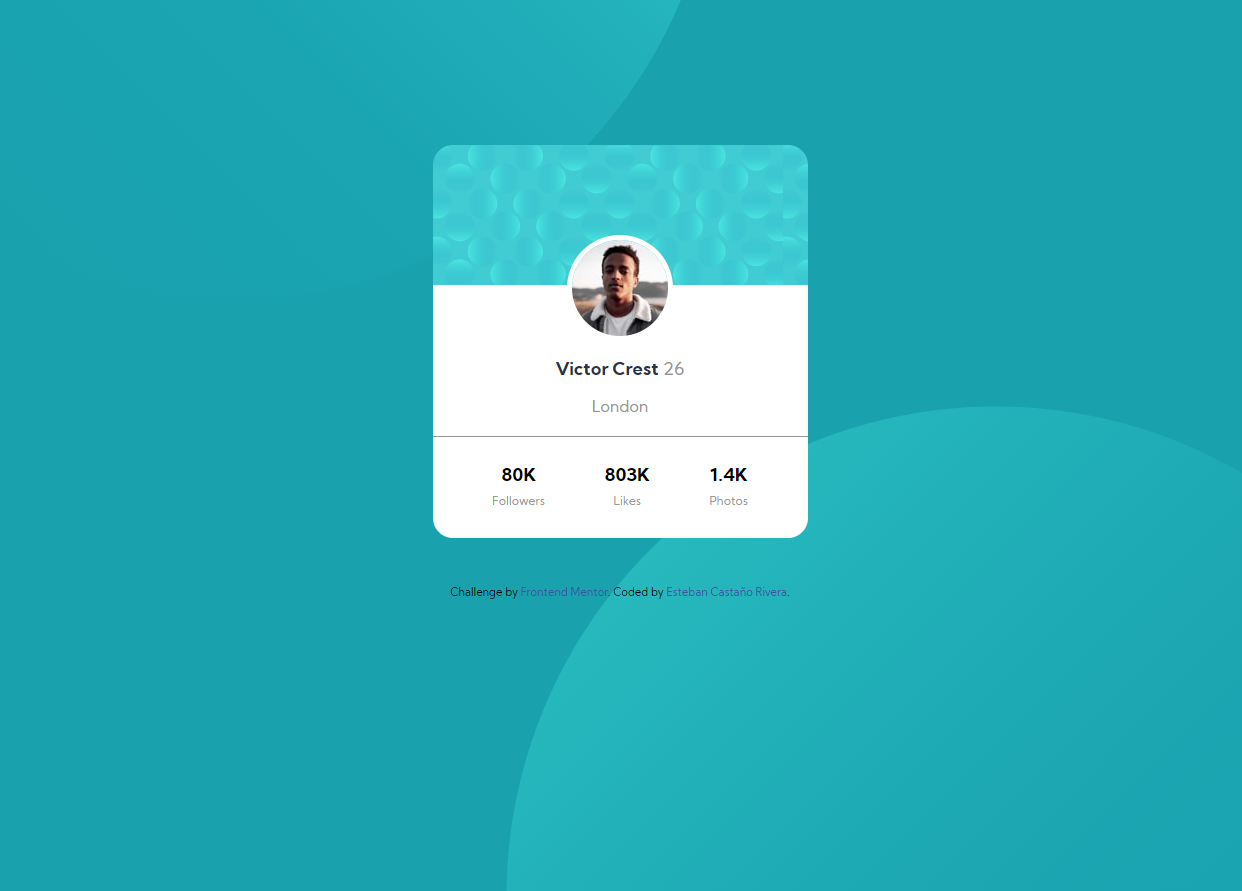 Victor Crest 26
London
80K 803K 1.4K
Followers Likes Photos
Challenge by Frontend Mentor. Coded by Esteban Castaño Rivera.